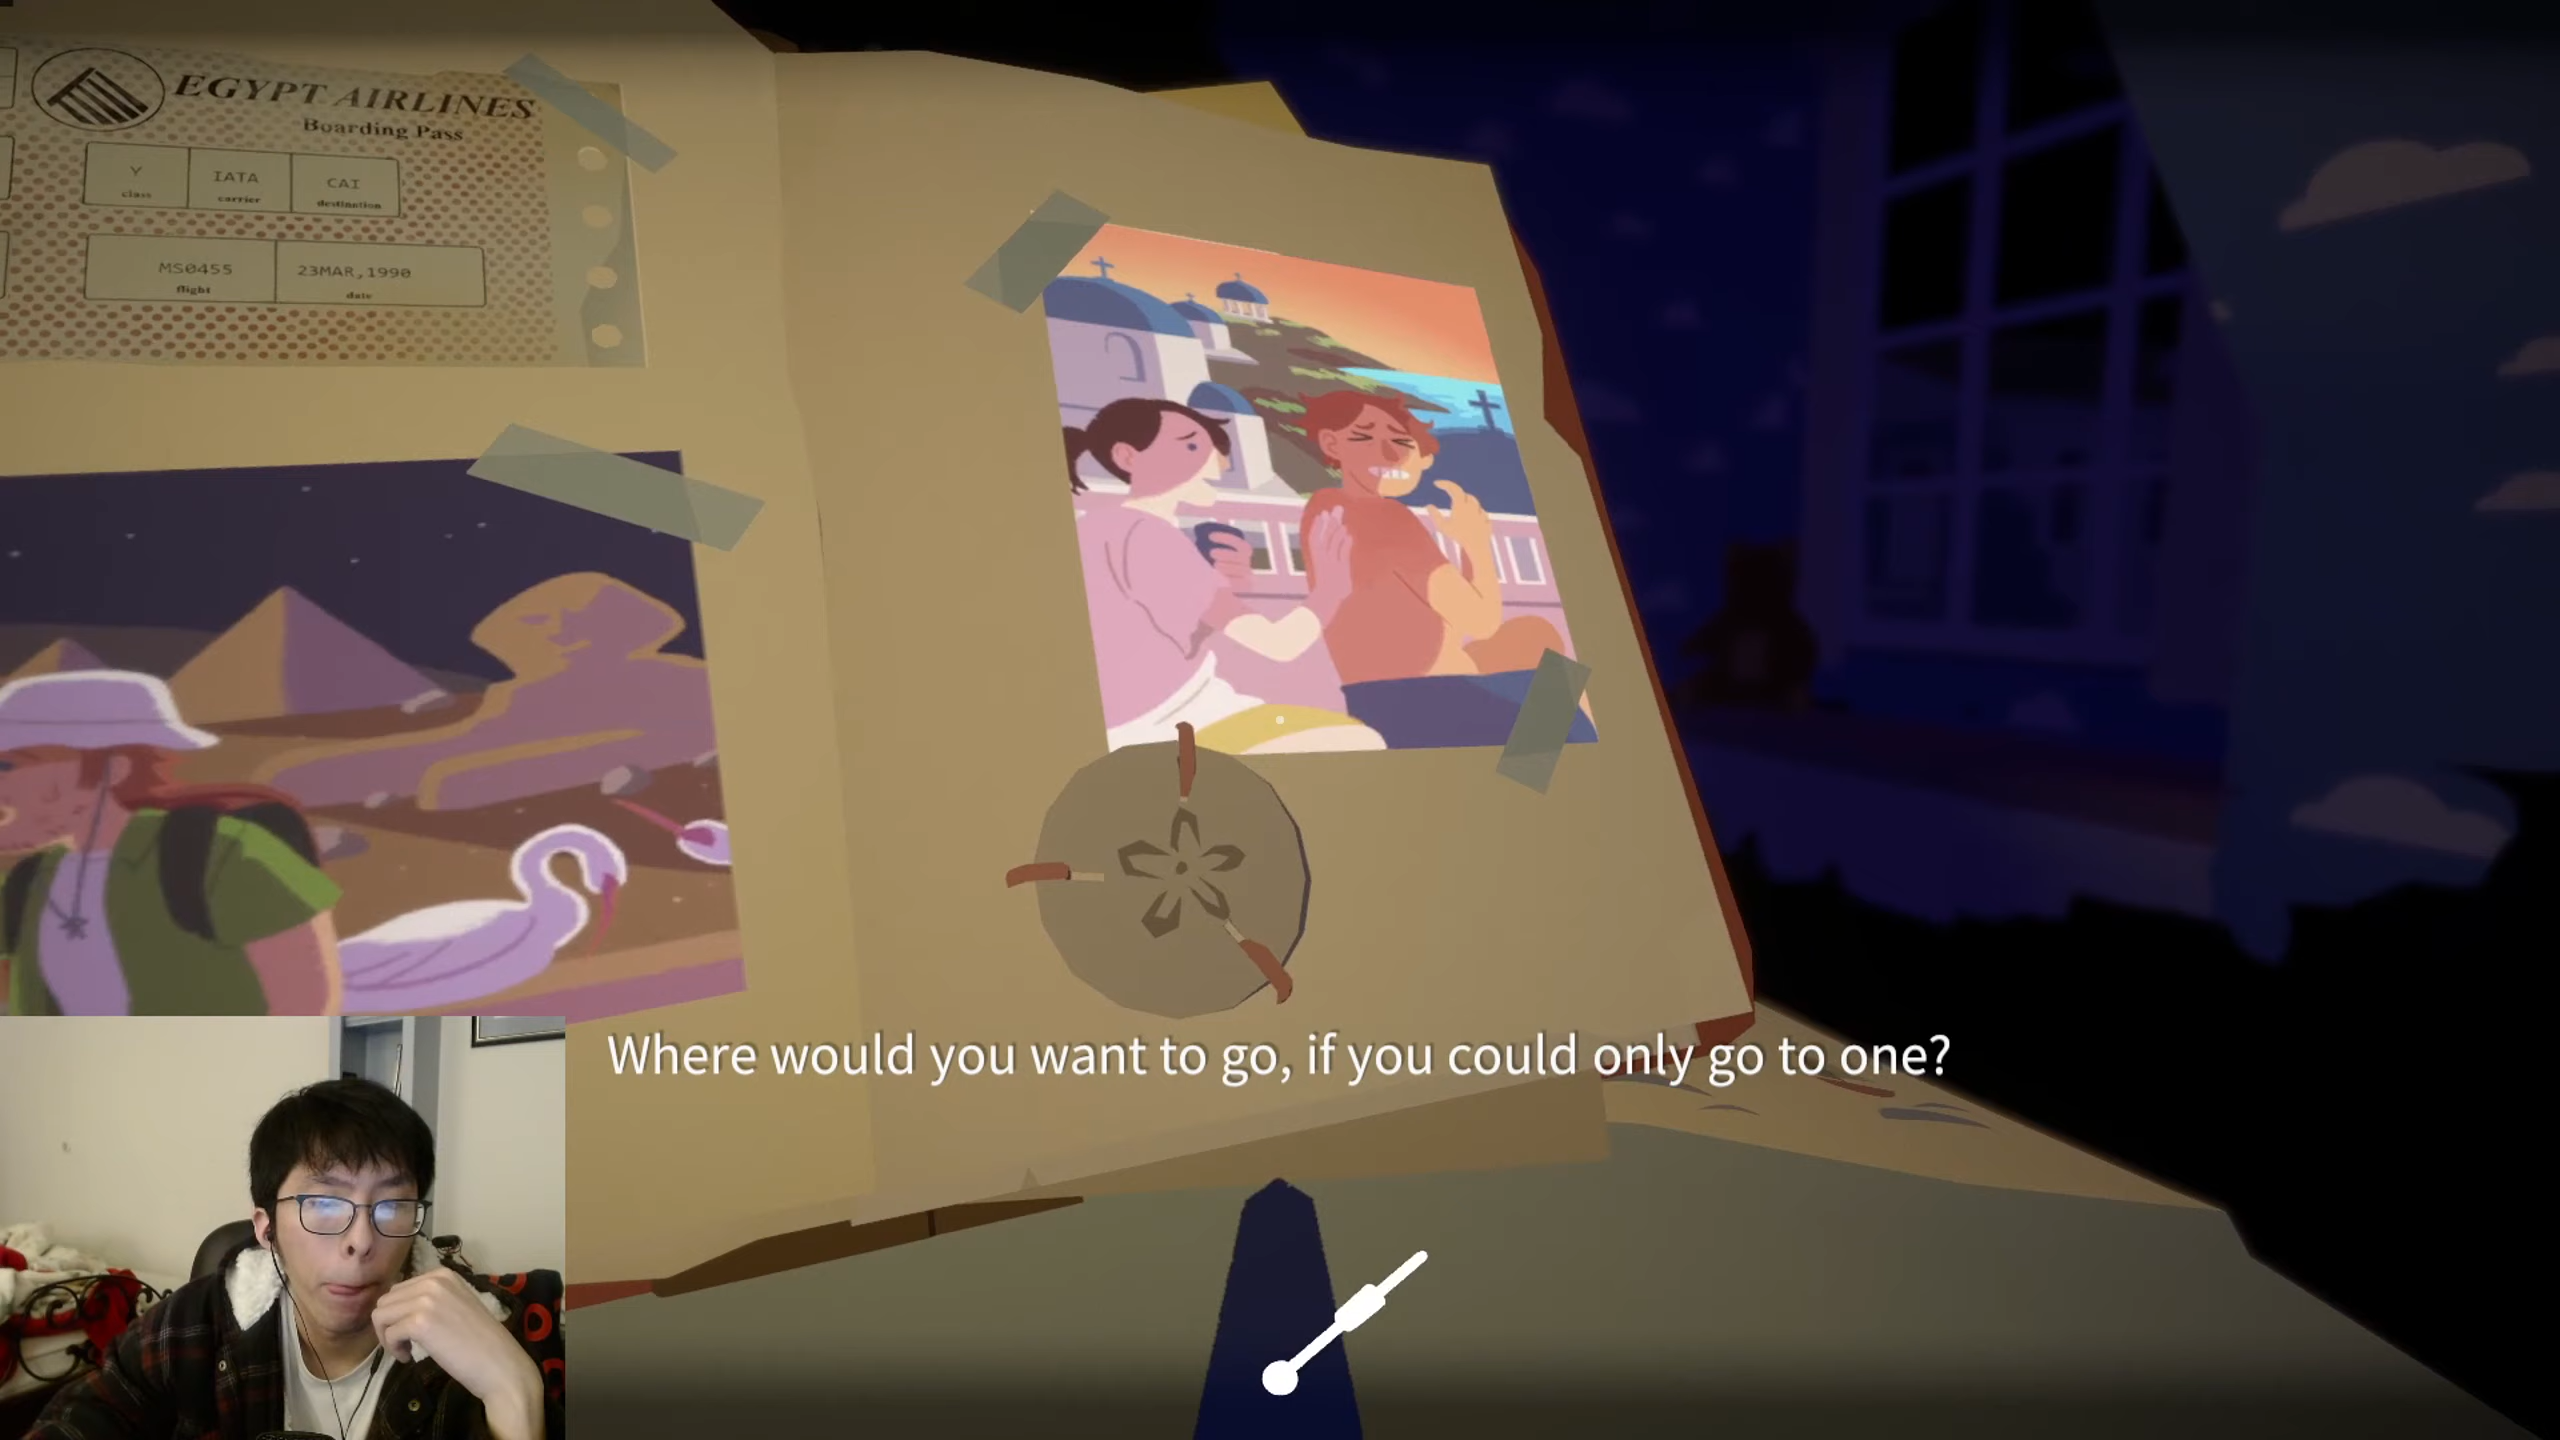 EGYPT AIRLINES
Boarding Pass
Y
IATA
CAI
class
carrier
destination
MS0455
23MAR,1990
flight
date
Where would you want to go, if you could only go to one?